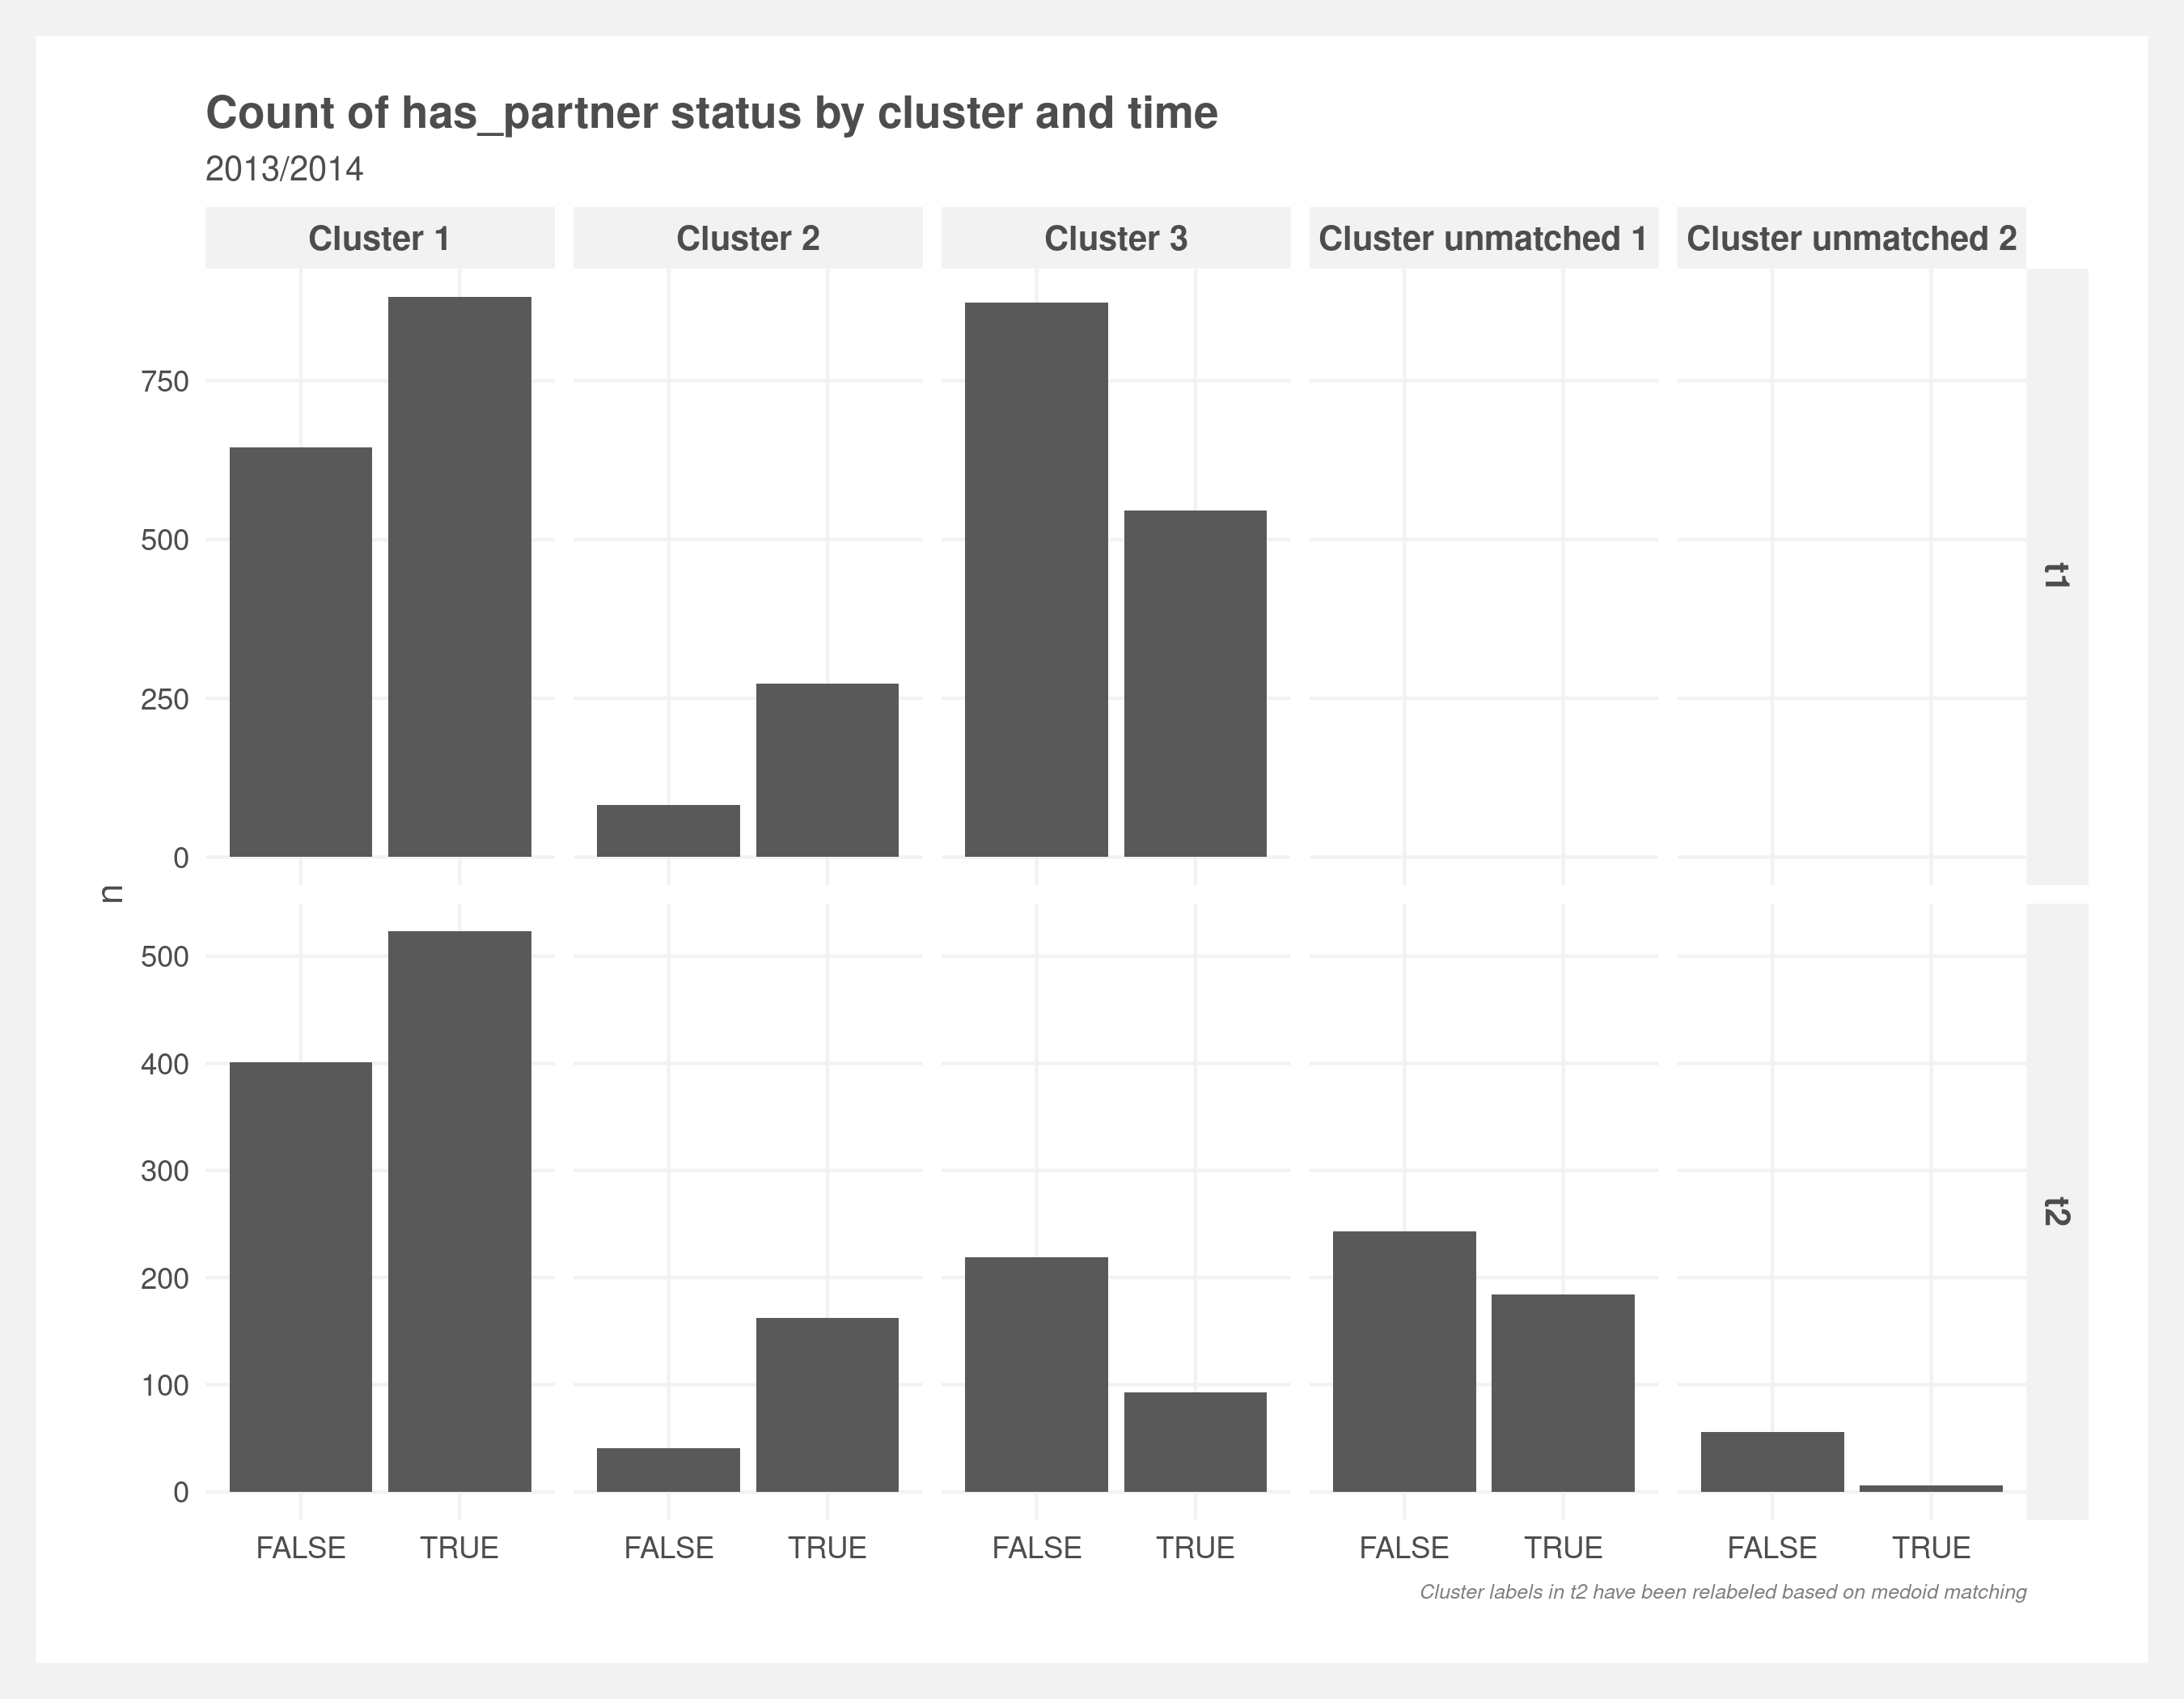 Count of has_partner status by cluster and time
2013/2014
Cluster 1 Cluster 2 Cluster 3 Cluster unmatched 1 Cluster unmatched 2
750
500
250
0
t1
n
500
400
300
200
100
0
t2
FALSE TRUE FALSE TRUE FALSE TRUE FALSE TRUE FALSE TRUE
Cluster labels in t2 have been relabeled based on medoid matching